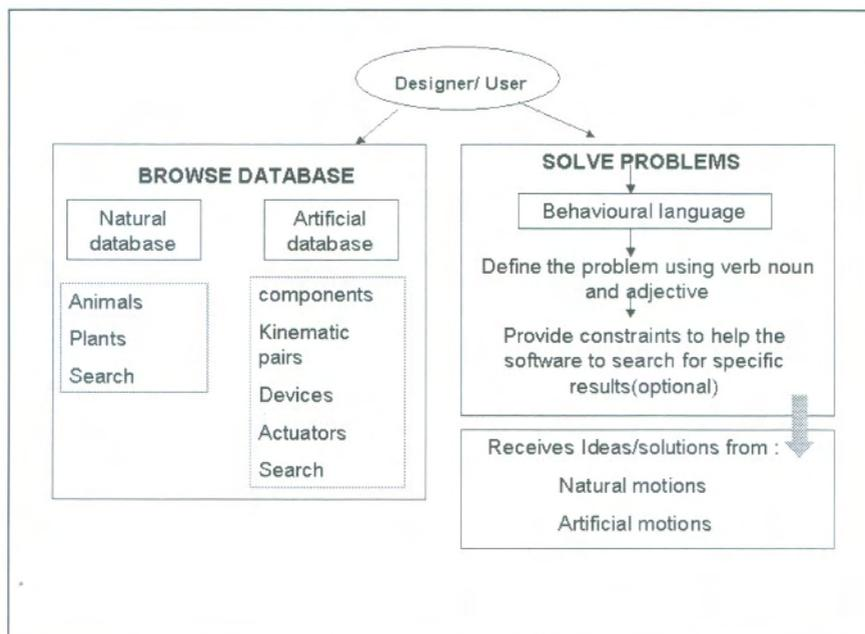 Designer/ User
BROWSE DATABASE
Natural
database
Artificial
database
Animals
Plants
Search
components
Kinematic
pairs
Devices
Actuators
Search
SOLVE PROBLEMS
Behavioural language
Define the problem using verb noun
and adjective
Provide constraints to help the
software to search for specific
results(optional)
Receives Ideas/solutions from :
Natural motions
Artificial motions